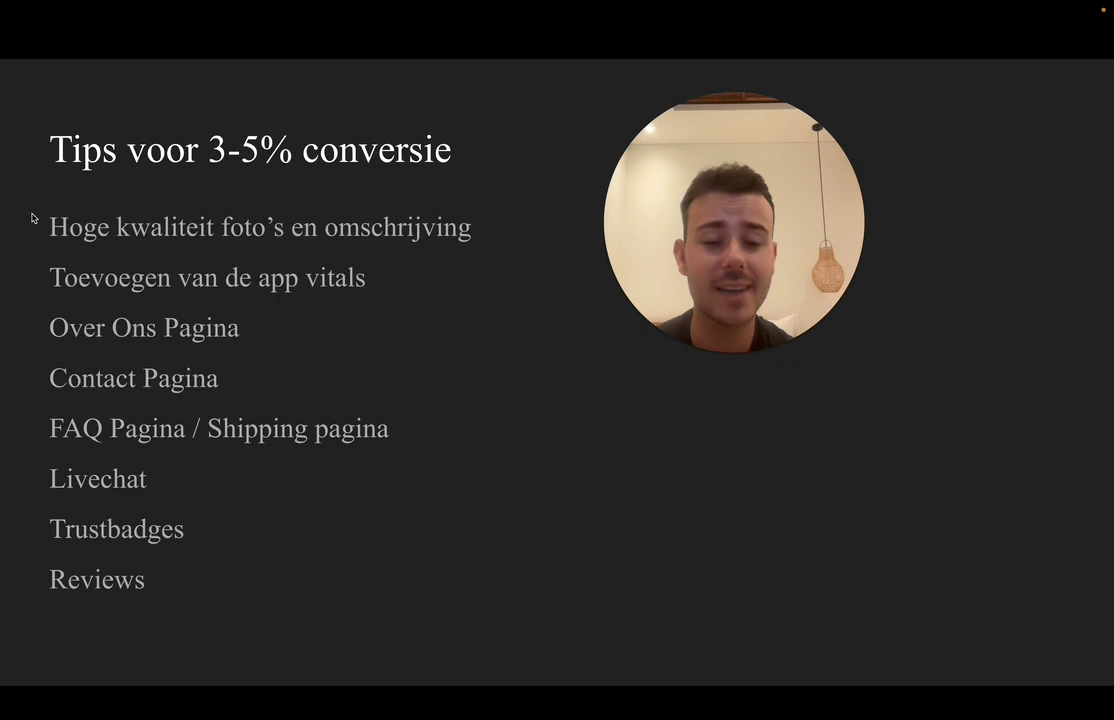 Tips voor 3-5% conversie
Hoge kwaliteit foto’s en omschrijving
Toevoegen van de app vitals
Over Ons Pagina
Contact Pagina
FAQ Pagina / Shipping pagina
Livechat
Trustbadges
Reviews